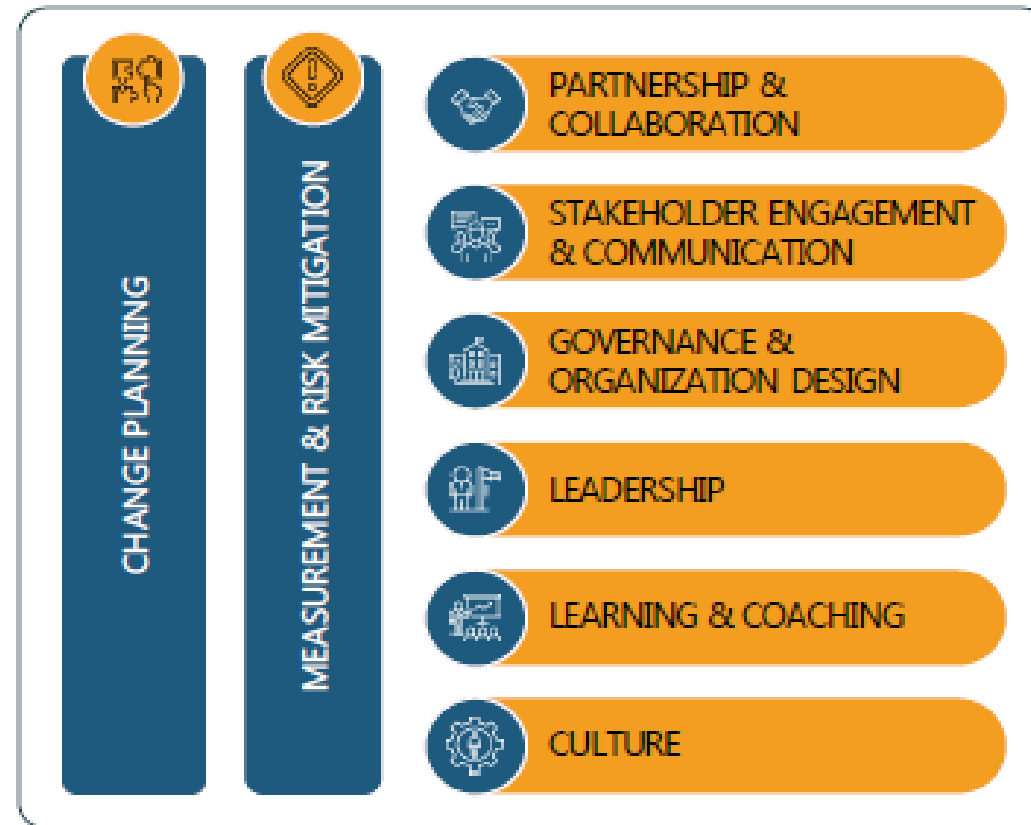 CHANGE PLANNING
MEASUREMENT & RISK MITIGATION
PARTNERSHIP &
COLLABORATION
STAKEHOLDER ENGAGEMENT
& COMMUNICATION
GOVERNANCE &
ORGANIZATION DESIGN
LEADERSHIP
LEARNING & COACHING
CULTURE